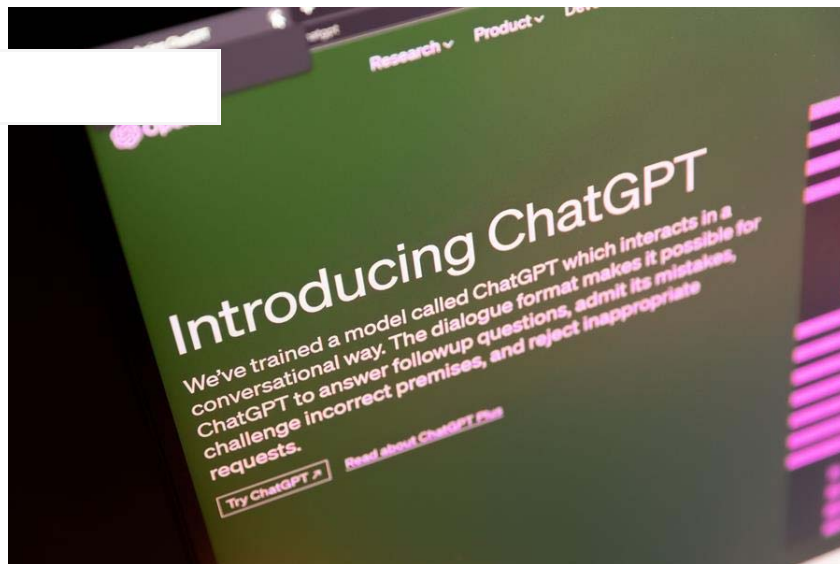 Research Product
Introducing ChatGPT
We've trained a model called ChatGPT which interacts in a
conversational way. The dialogue format makes it possible for
ChatGPT to answer followup questions, admit its mistakes,
challenge incorrect premises, and reject inappropriate
requests.
Try ChatGPT ↗ Read about ChatGPT Plus